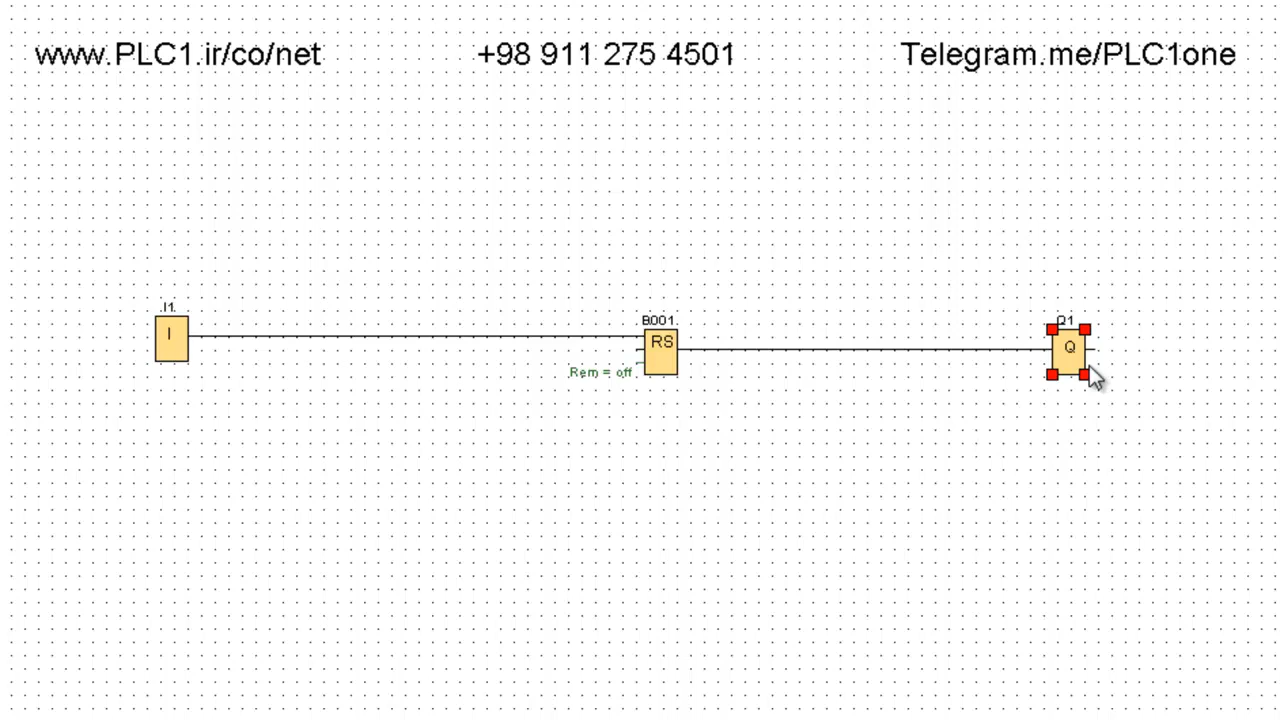 www.PLC1.ir/co/net +98 911 275 4501 Telegram.me/PLC1one
I1
I
B001
RS
Rem = off
Q1
Q